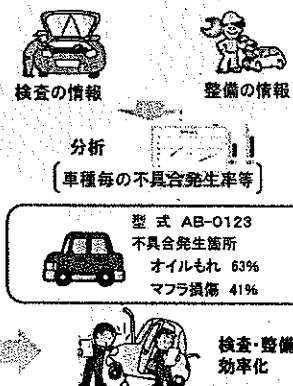 検査の情報
整備の情報
分析
車種毎の不具合発生率等
型 式 AB-0123
不具合発生箇所
オイルもれ 63%
マフラ損傷 41%
検査・整備
効率化